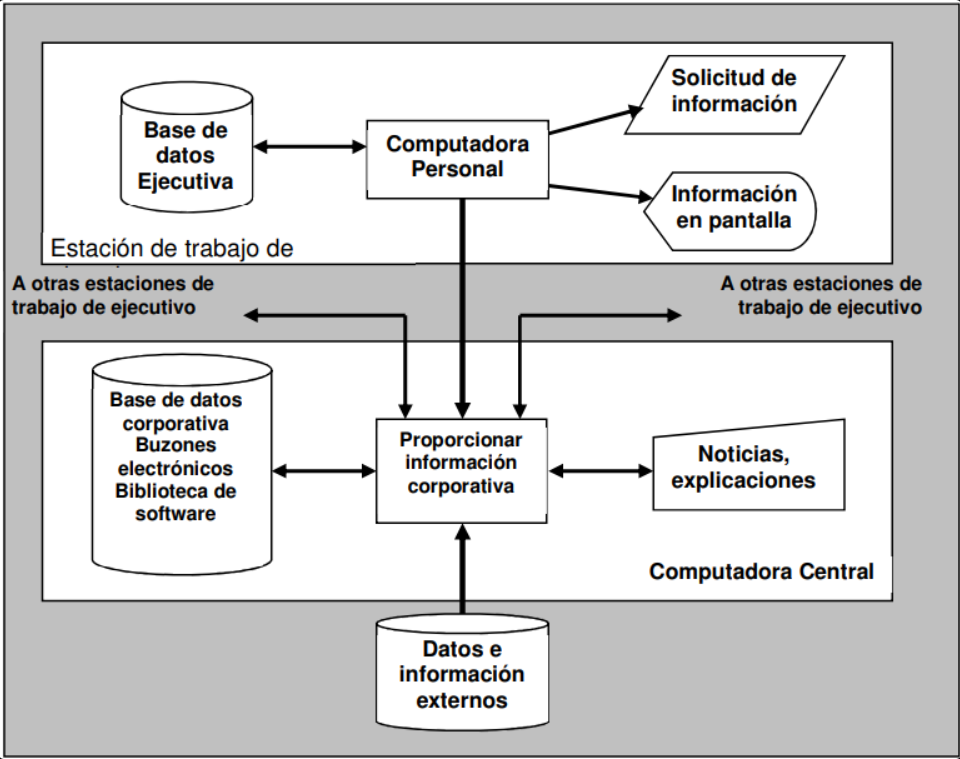 Base de
datos
Ejecutiva
Computadora
Personal
Solicitud de
información
Información
en pantalla
Estación de trabajo de
A otras estaciones de
trabajo de ejecutivo
A otras estaciones de
trabajo de ejecutivo
Base de datos
corporativa
Buzones
electrónicos
Biblioteca de
software
Proporcionar
información
corporativa
Noticias,
explicaciones
Computadora Central
Datos e
información
externos